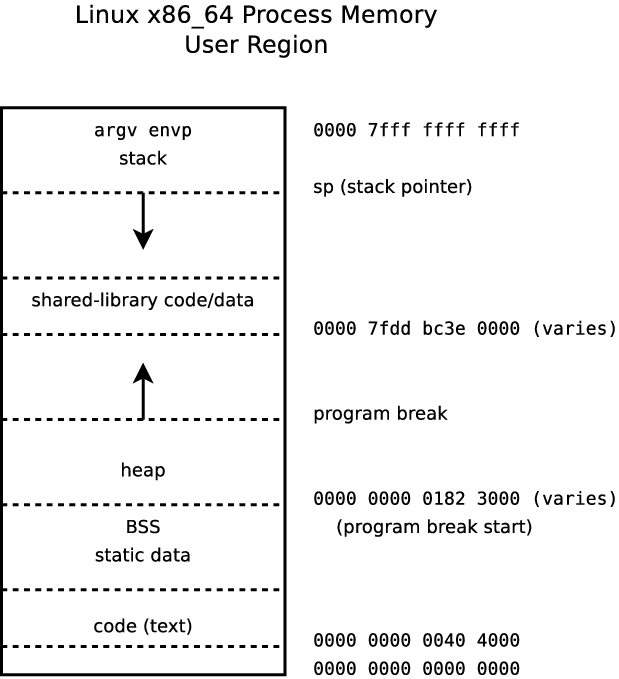 Linux x86_64 Process Memory
User Region
argv envp
0000 7fff ffff ffff
stack
sp (stack pointer)
shared-library code/data
0000 7fdd bc3e 0000 (varies)
program break
heap
0000 0000 0182 3000 (varies)
BSS
(program break start)
static data
code (text)
0000 0000 0040 4000
0000 0000 0000 0000